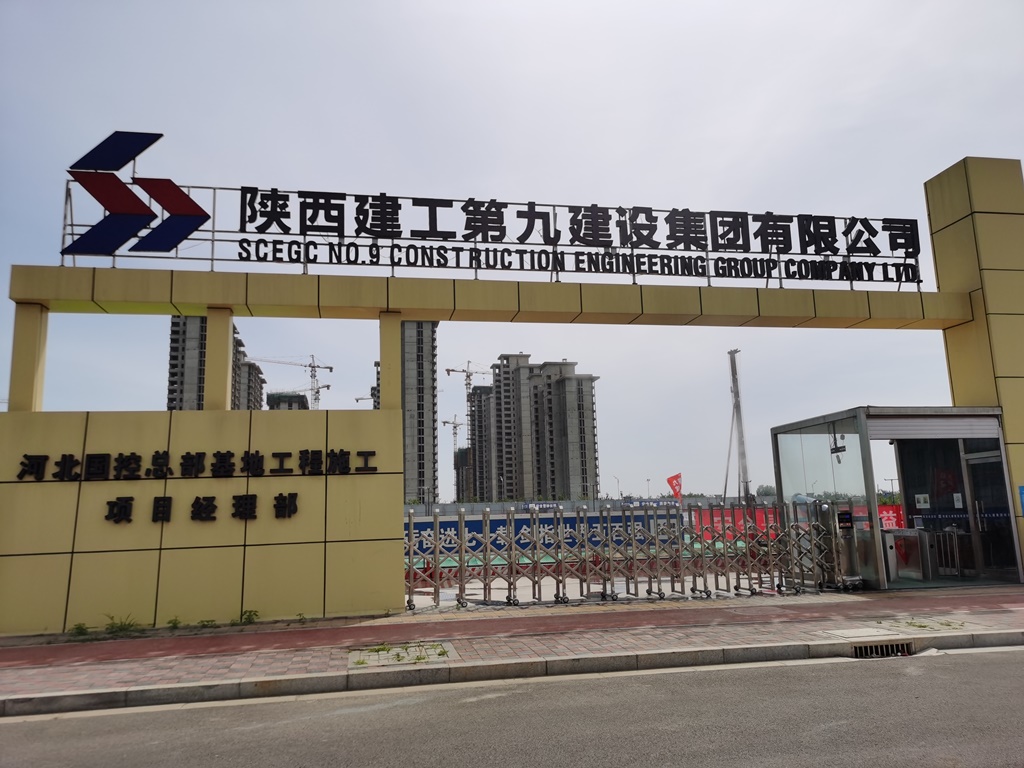 陕西建工第九建设集团有限公司
SCEGC NO.9 CONSTRUCTION ENGINEERING GROUP COMPANY LTD.
河北国控总部基地工程施工
项目经理部